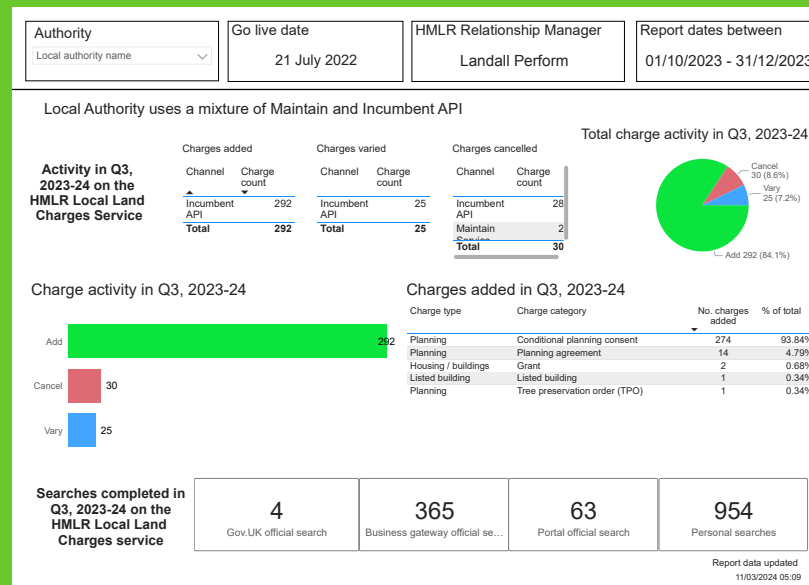 Authority
Local authority name
Go live date
21 July 2022
HMLR Relationship Manager
Landall Perform
Report dates between
01/10/2023 - 31/12/2023
Local Authority uses a mixture of Maintain and Incumbent API
Activity in Q3,
2023-24 on the
HMLR Local Land
Charges Service
Charges added
Channel Charge
count
Incumbent 292
API
Total 292
Charges varied
Channel Charge
count
Incumbent 25
API
Total 25
Charges cancelled
Channel Charge
count
Incumbent 28
API
Maintain 2
Total 30
Total charge activity in Q3, 2023-24
Cancel
30 (8.6%)
Vary
25 (7.2%)
Add 292 (84.1%)
Charge activity in Q3, 2023-24
Add 292
Cancel 30
Vary 25
Charges added in Q3, 2023-24
Charge type Charge category No. charges % of total
added
Planning Conditional planning consent 274 93.84%
Planning Planning agreement 14 4.79%
Housing / buildings Grant 2 0.68%
Listed building Listed building 1 0.34%
Planning Tree preservation order (TPO) 1 0.34%
Searches completed in
Q3, 2023-24 on the
HMLR Local Land
Charges service
4
Gov.UK official search
365
Business gateway official se...
63
Portal official search
954
Personal searches
Report data updated
11/03/2024 05:09